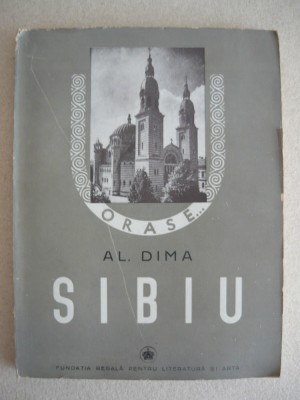 ORAȘE...
AL. DIMA
SIBIU
FUNDAȚIA REGALĂ PENTRU LITERATURĂ ȘI ARTĂ